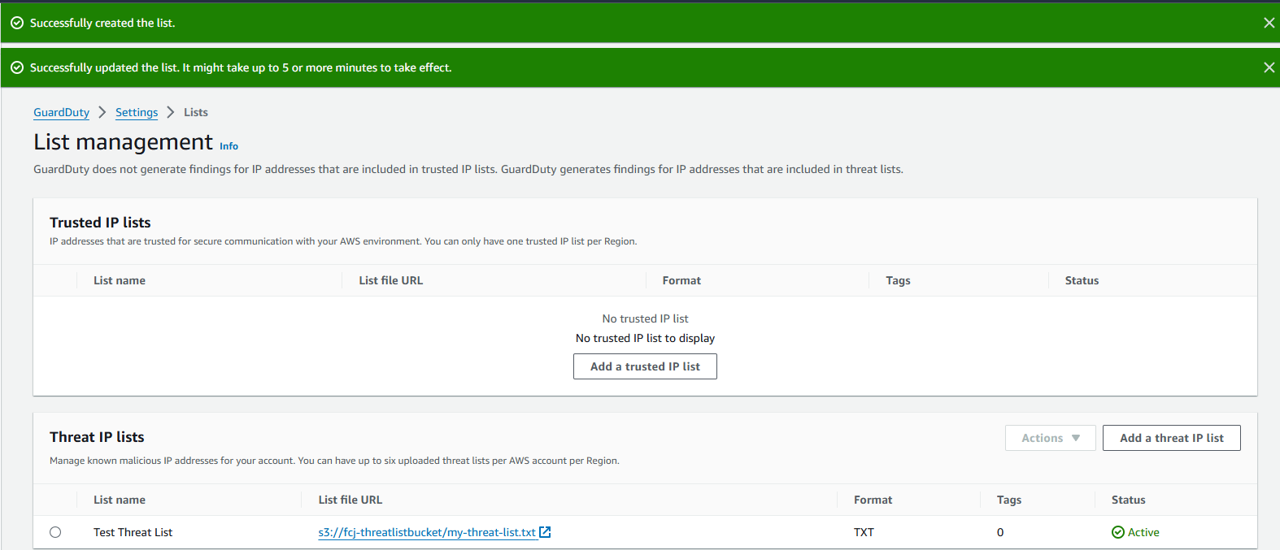 Successfully created the list.
Successfully updated the list. It might take up to 5 or more minutes to take effect.
GuardDuty > Settings > Lists
List management Info
GuardDuty does not generate findings for IP addresses that are included in trusted IP lists. GuardDuty generates findings for IP addresses that are included in threat lists.
Trusted IP lists
IP addresses that are trusted for secure communication with your AWS environment. You can only have one trusted IP list per Region.
List name List file URL Format Tags Status
No trusted IP list
No trusted IP list to display
Add a trusted IP list
Threat IP lists Actions Add a threat IP list
Manage known malicious IP addresses for your account. You can have up to six uploaded threat lists per AWS account per Region.
List name List file URL Format Tags Status
Test Threat List s3://fcj-threatlistbucket/my-threat-list.txt TXT 0 Active